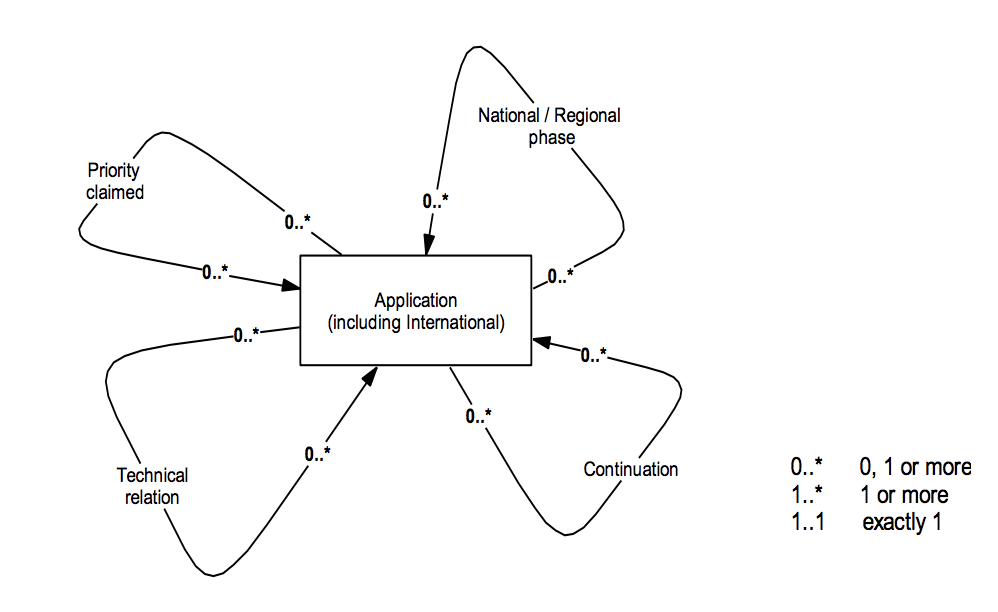 National / Regional
phase
Priority
claimed
0..*
0..*
0..*
0..*
Application
(including International)
0..*
0..*
0..*
0..*
Technical
relation
Continuation
0..* 0, 1 or more
1..* 1 or more
1..1 exactly 1